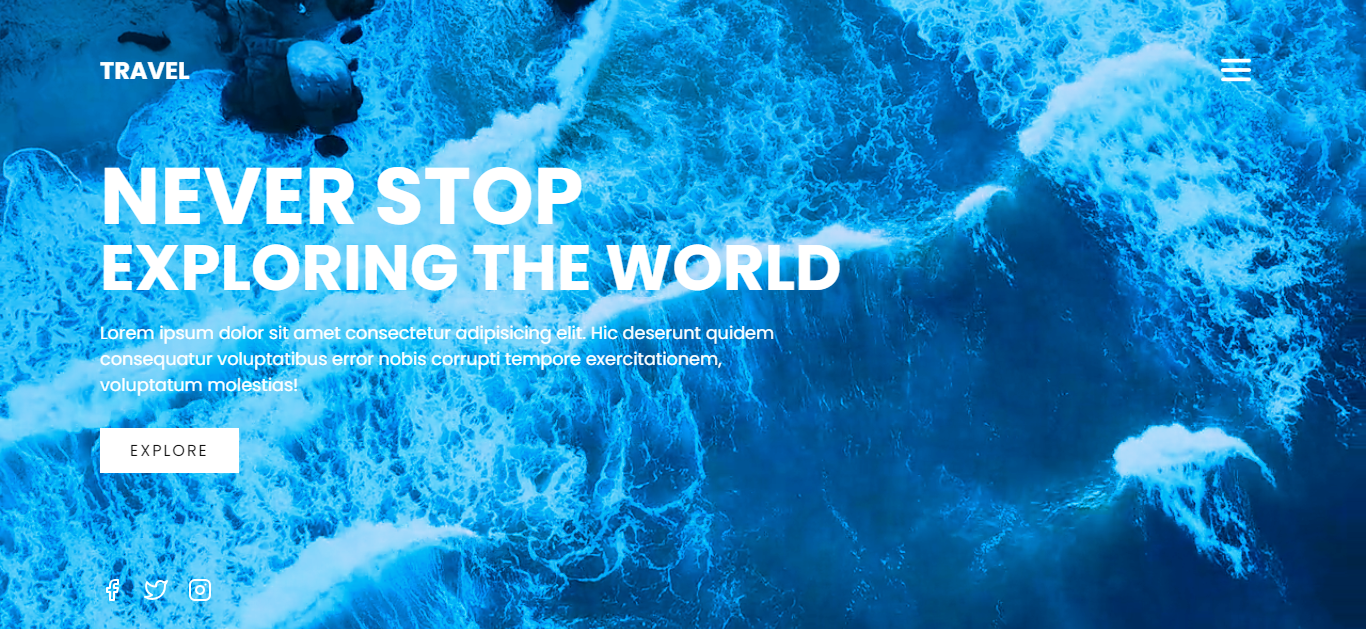 TRAVEL
NEVER STOP
EXPLORING THE WORLD
Lorem ipsum dolor sit amet consectetur adipisicing elit. Hic deserunt quidem
consequatur voluptatibus error nobis corrupti tempore exercitationem,
voluptatum molestias!
EXPLORE